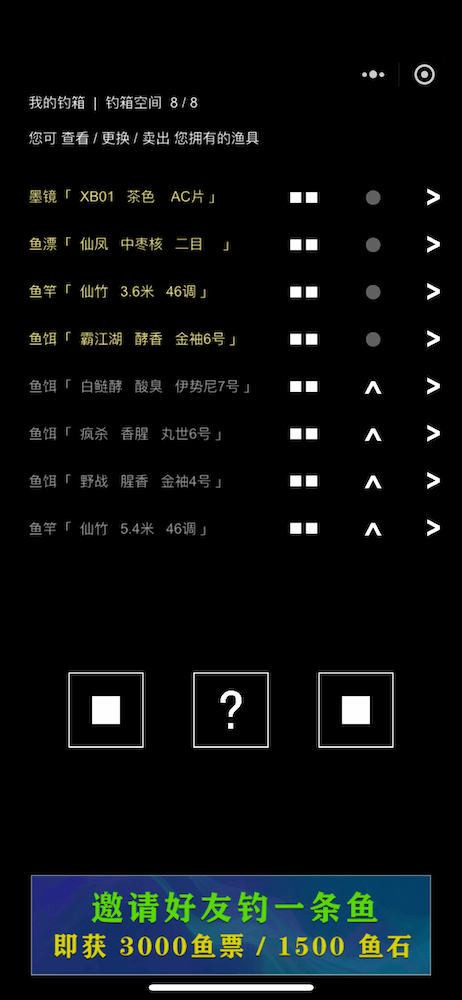 我的钓箱 | 钓箱空间 8 / 8
您可 查看 / 更换 / 卖出 您拥有的渔具
墨镜「 XB01 茶色 AC片 」 >
鱼漂「 仙凤 中枣核 二目 」 >
鱼竿「 仙竹 3.6米 46调 」 >
鱼饵「 霸江湖 酵香 金袖6号 」 >
鱼饵「 白鲢酵 酸臭 伊势尼7号 」 ^ >
鱼饵「 疯杀 香腥 丸世6号 」 ^ >
鱼饵「 野战 腥香 金袖4号 」 ^ >
鱼竿「 仙竹 5.4米 46调 」 ^ >
?
邀请好友钓一条鱼
即获 3000鱼票 / 1500 鱼石